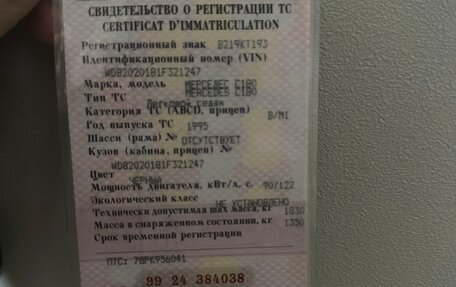 СВИДЕТЕЛЬСТВО О РЕГИСТРАЦИИ ТС
CERTIFICAT D'IMMATRICULATION
Регистрационный знак В219КТ193
Идентификационный номер (VIN)
WDB2020181F321247
Марка, модель МЕРСЕДЕС C180
MERCEDES C180
Тип ТС
Легковой седан
Категория ТС (ABCD, прицеп) B/M1
Год выпуска ТС 1995
Шасси (рама) № ОТСУТСТВУЕТ
Кузов (кабина, прицеп) №
WDB2020181F321247
Цвет
ЧЕРНЫЙ
Мощность двигателя, кВт/л. с. 90/122
Экологический класс НЕ УСТАНОВЛЕНО
Технически допустимая max масса, кг 1830
Масса в снаряженном состоянии, кг 1350
Срок временной регистрации
ПТС: 78РК956041
99 24 384038